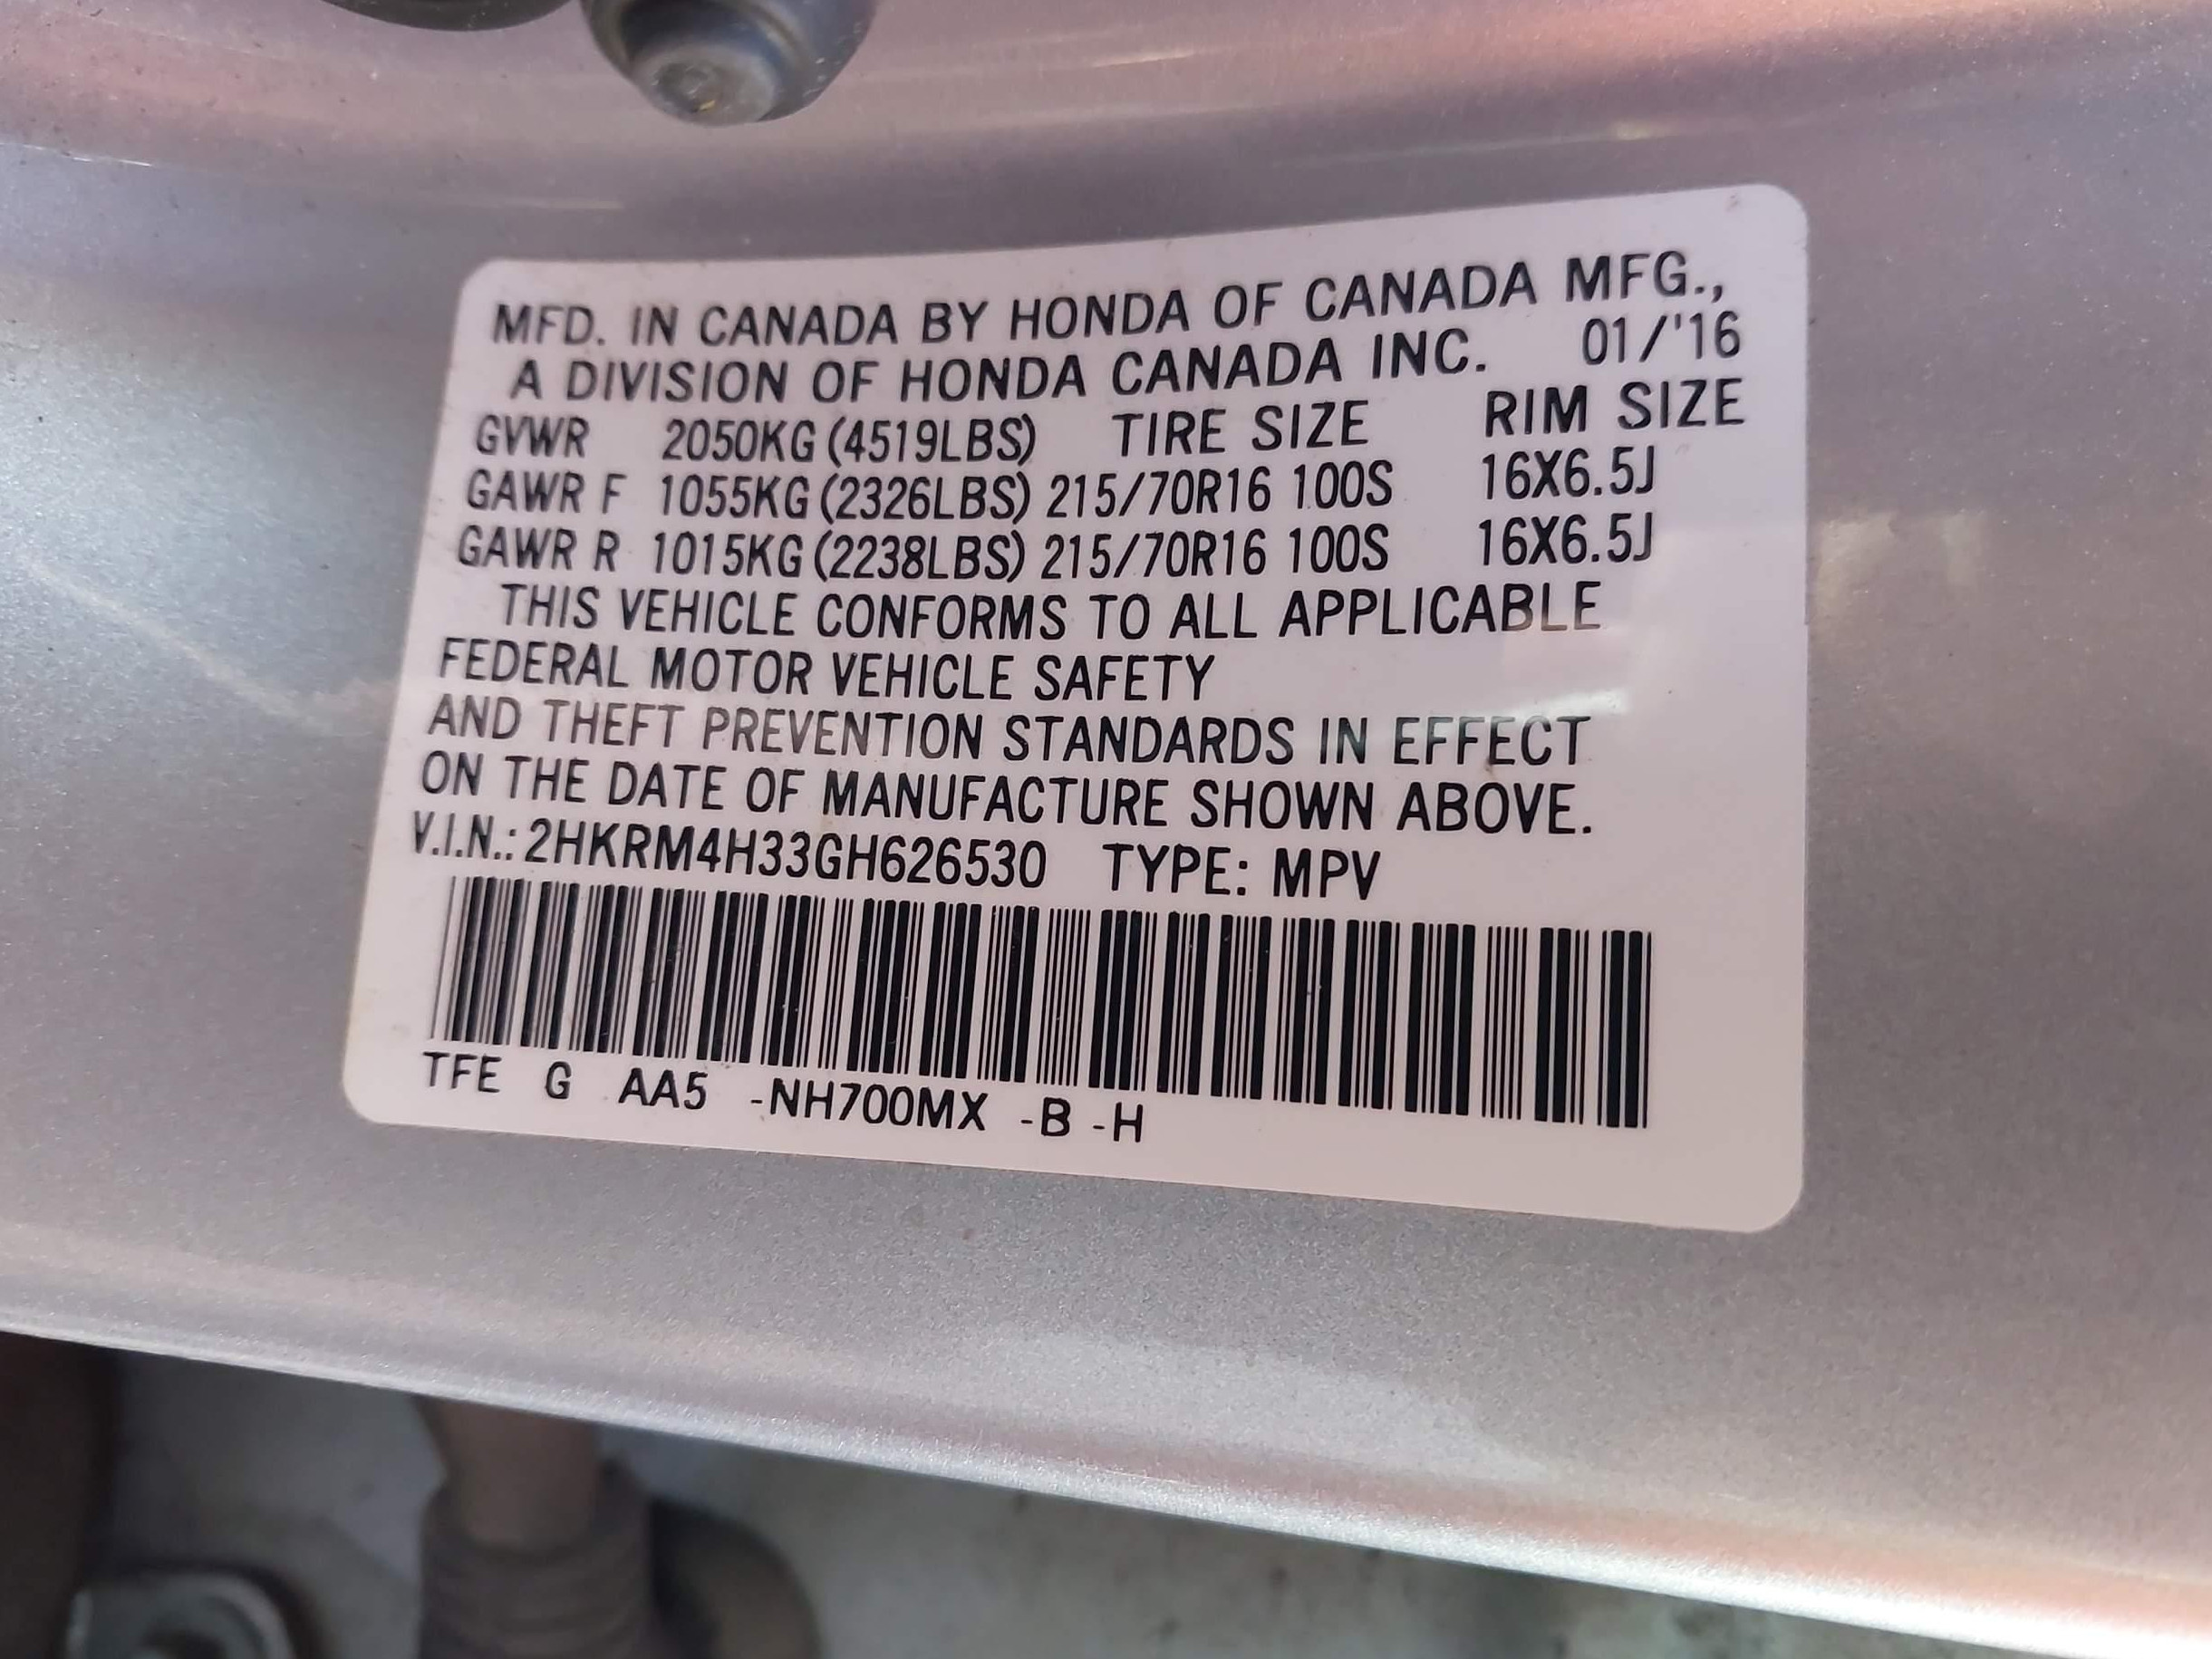 MFD. IN CANADA BY HONDA OF CANADA MFG.,
A DIVISION OF HONDA CANADA INC. 01/'16
GVWR 2050KG (4519LBS) TIRE SIZE RIM SIZE
GAWR F 1055KG (2326LBS) 215/70R16 100S 16X6.5J
GAWR R 1015KG (2238LBS) 215/70R16 100S 16X6.5J
THIS VEHICLE CONFORMS TO ALL APPLICABLE
FEDERAL MOTOR VEHICLE SAFETY
AND THEFT PREVENTION STANDARDS IN EFFECT
ON THE DATE OF MANUFACTURE SHOWN ABOVE.
V.I.N.: 2HKRM4H33GH626530 TYPE: MPV
TFE G AA5 -NH700MX -B -H